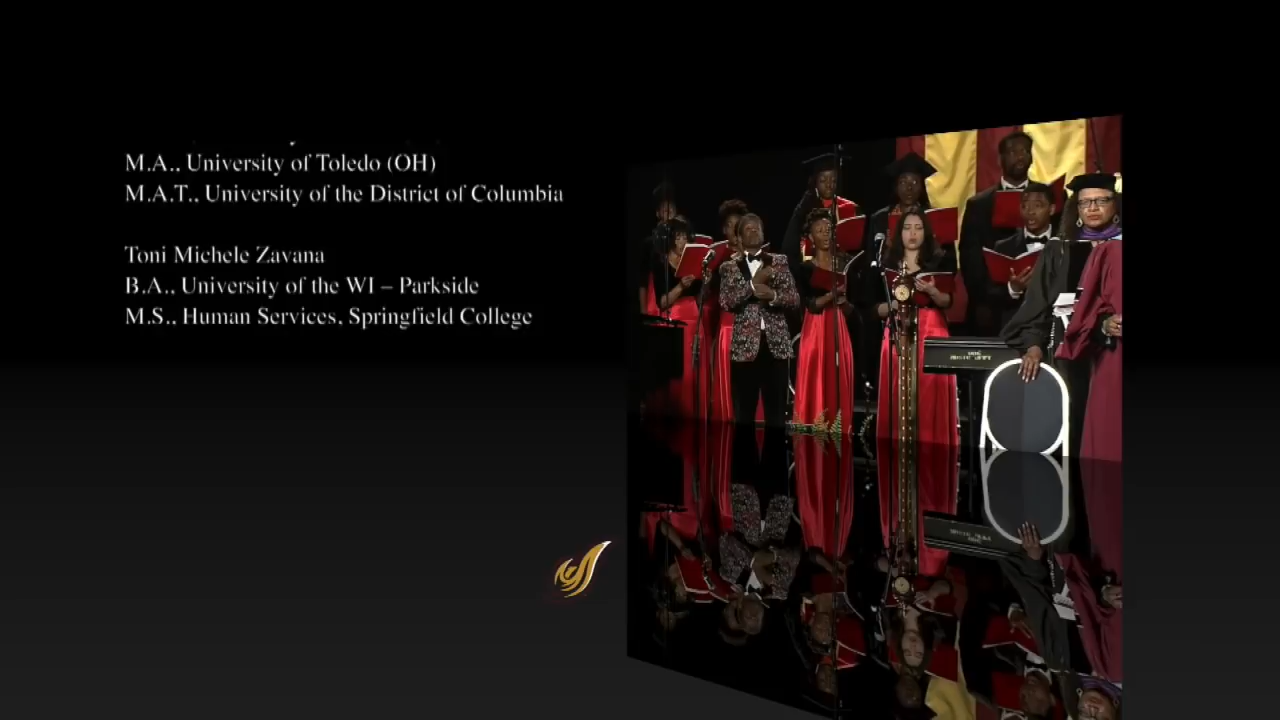 M.A., University of Toledo (OH)
M.A.T., University of the District of Columbia
Toni Michele Zavana
B.A., University of the WI – Parkside
M.S., Human Services, Springfield College